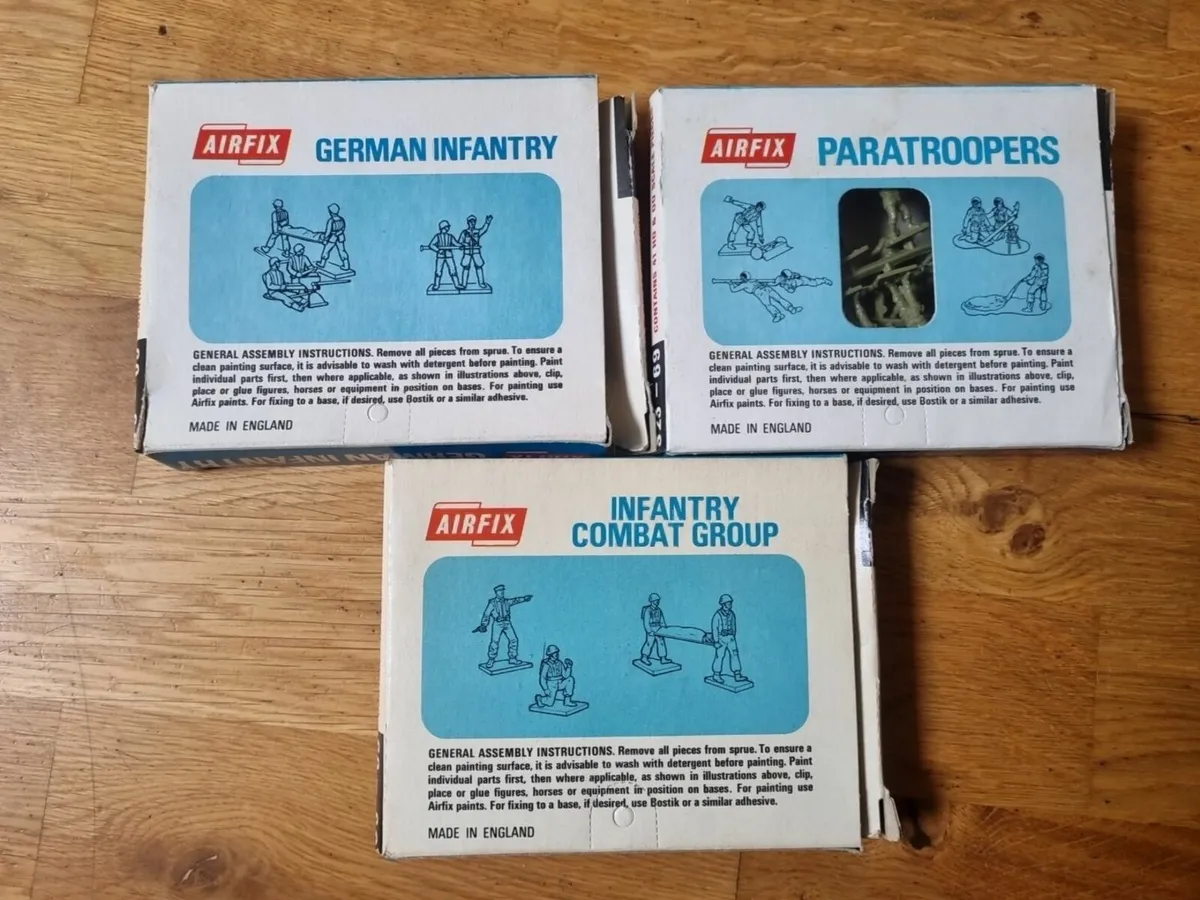 AIRFIX
GERMAN INFANTRY
GENERAL ASSEMBLY INSTRUCTIONS. Remove all pieces from sprue. To ensure a
clean painting surface, it is advisable to wash with detergent before painting. Paint
individual parts first, then where applicable, as shown in illustrations above, clip,
place or glue figures, horses or equipment in position on bases. For painting use
Airfix paints. For fixing to a base, if desired, use Bostik or a similar adhesive.
MADE IN ENGLAND
GERMAN INFANTRY
AIRFIX
PARATROOPERS
CONTAINS 41 HO & OO SCALE
GENERAL ASSEMBLY INSTRUCTIONS. Remove all pieces from sprue. To ensure a
clean painting surface, it is advisable to wash with detergent before painting. Paint
individual parts first, then where applicable, as shown in illustrations above, clip,
place or glue figures, horses or equipment in position on bases. For painting use
Airfix paints. For fixing to a base, if desired, use Bostik or a similar adhesive.
MADE IN ENGLAND
AIRFIX
INFANTRY
COMBAT GROUP
GENERAL ASSEMBLY INSTRUCTIONS. Remove all pieces from sprue. To ensure a
clean painting surface, it is advisable to wash with detergent before painting. Paint
individual parts first, then where applicable, as shown in illustrations above, clip,
place or glue figures, horses or equipment in position on bases. For painting use
Airfix paints. For fixing to a base, if desired, use Bostik or a similar adhesive.
MADE IN ENGLAND